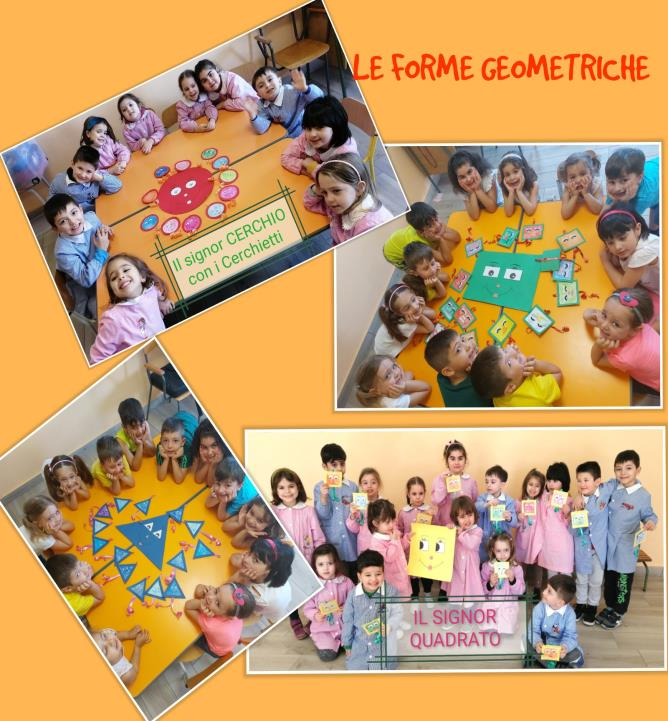 LE FORME GEOMETRICHE
Il signor CERCHIO
con i Cerchietti
IL SIGNOR
QUADRATO